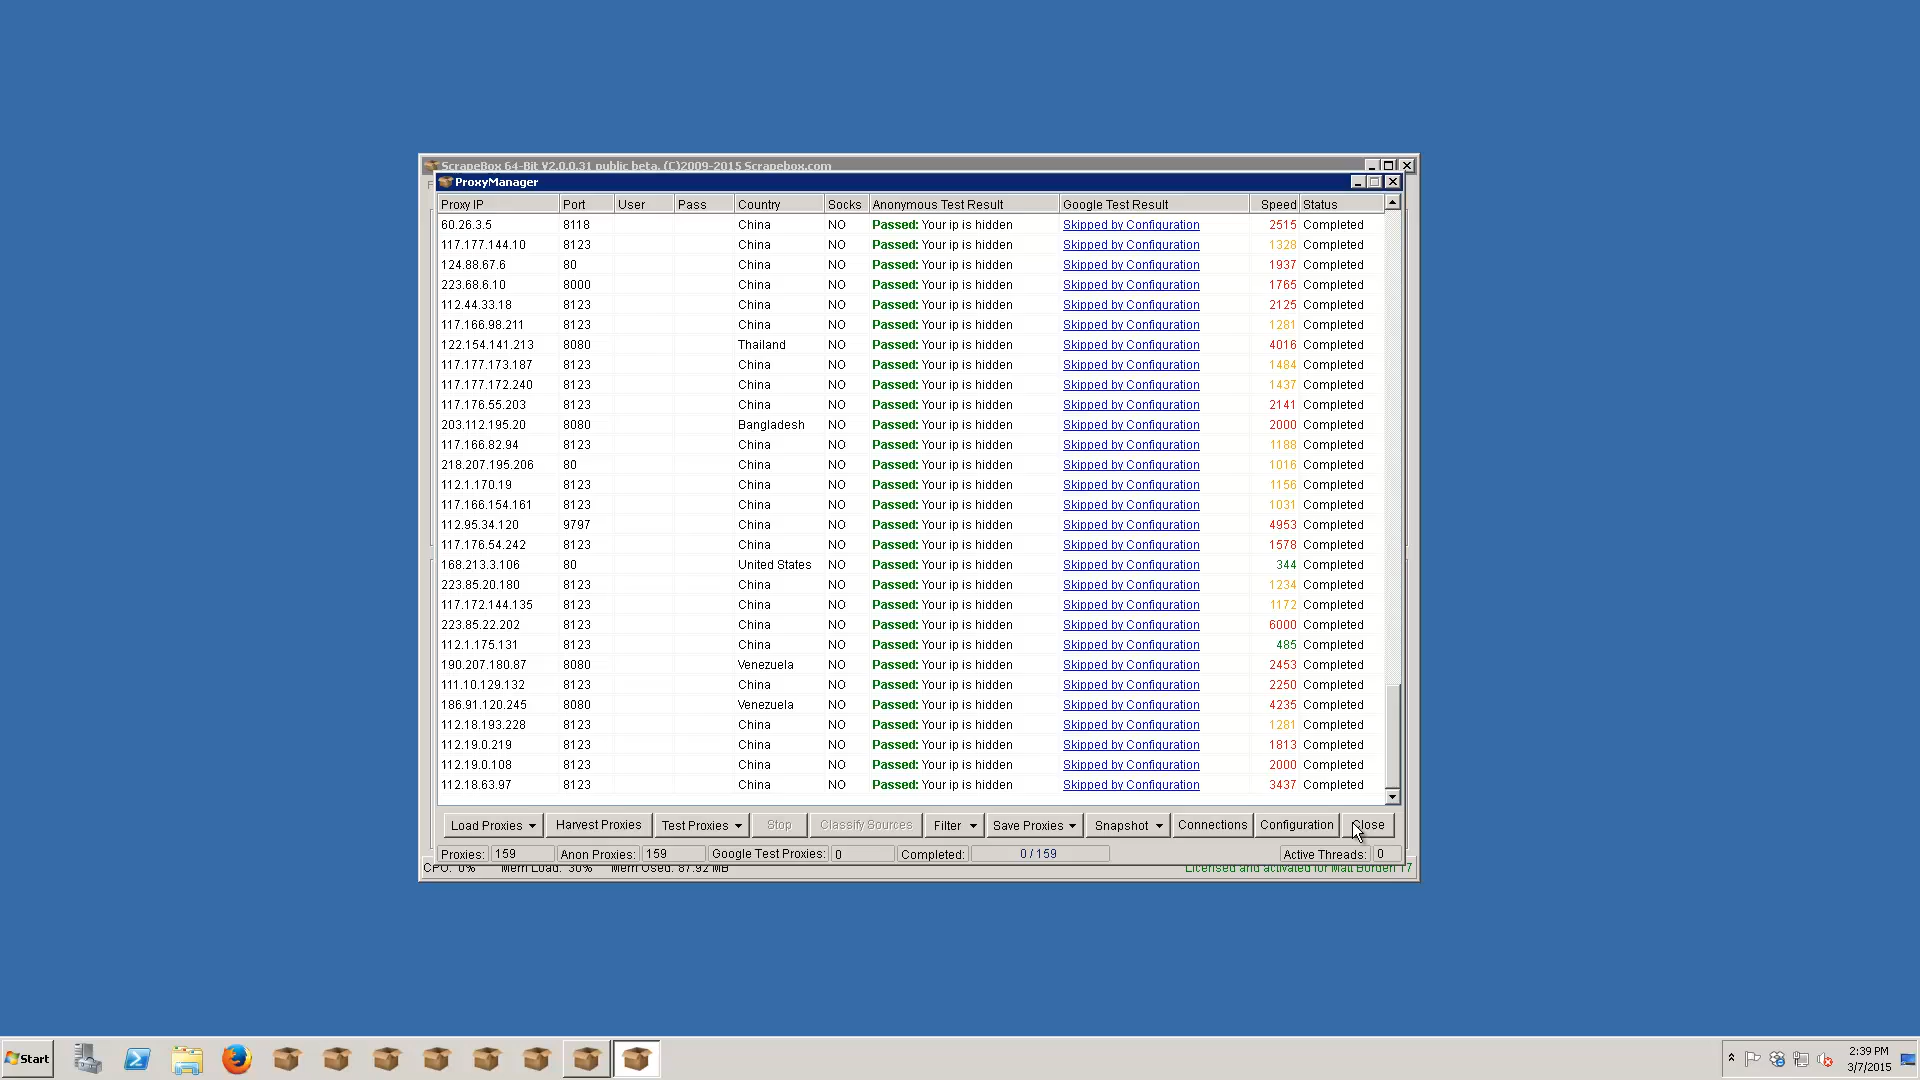 ScrapeBox 64-Bit V2.0.0.31 public beta. (C)2009-2015 Scrapebox.com
ProxyManager
Proxy IP Port User Pass Country Socks Anonymous Test Result Google Test Result Speed Status
60.26.3.5 8118 China NO Passed: Your ip is hidden Skipped by Configuration 2515 Completed
117.177.144.10 8123 China NO Passed: Your ip is hidden Skipped by Configuration 1328 Completed
124.88.67.6 80 China NO Passed: Your ip is hidden Skipped by Configuration 1937 Completed
223.68.6.10 8000 China NO Passed: Your ip is hidden Skipped by Configuration 1765 Completed
112.44.33.18 8123 China NO Passed: Your ip is hidden Skipped by Configuration 2125 Completed
117.166.98.211 8123 China NO Passed: Your ip is hidden Skipped by Configuration 1281 Completed
122.154.141.213 8080 Thailand NO Passed: Your ip is hidden Skipped by Configuration 4016 Completed
117.177.173.187 8123 China NO Passed: Your ip is hidden Skipped by Configuration 1484 Completed
117.177.172.240 8123 China NO Passed: Your ip is hidden Skipped by Configuration 1437 Completed
117.176.55.203 8123 China NO Passed: Your ip is hidden Skipped by Configuration 2141 Completed
203.112.195.20 8080 Bangladesh NO Passed: Your ip is hidden Skipped by Configuration 2000 Completed
117.166.82.94 8123 China NO Passed: Your ip is hidden Skipped by Configuration 1188 Completed
218.207.195.206 80 China NO Passed: Your ip is hidden Skipped by Configuration 1016 Completed
112.1.170.19 8123 China NO Passed: Your ip is hidden Skipped by Configuration 1156 Completed
117.166.154.161 8123 China NO Passed: Your ip is hidden Skipped by Configuration 1031 Completed
112.95.34.120 9797 China NO Passed: Your ip is hidden Skipped by Configuration 4953 Completed
117.176.54.242 8123 China NO Passed: Your ip is hidden Skipped by Configuration 1578 Completed
168.213.3.106 80 United States NO Passed: Your ip is hidden Skipped by Configuration 344 Completed
223.85.20.180 8123 China NO Passed: Your ip is hidden Skipped by Configuration 1234 Completed
117.172.144.135 8123 China NO Passed: Your ip is hidden Skipped by Configuration 1172 Completed
223.85.22.202 8123 China NO Passed: Your ip is hidden Skipped by Configuration 6000 Completed
112.1.175.131 8123 China NO Passed: Your ip is hidden Skipped by Configuration 485 Completed
190.207.180.87 8080 Venezuela NO Passed: Your ip is hidden Skipped by Configuration 2453 Completed
111.10.129.132 8123 China NO Passed: Your ip is hidden Skipped by Configuration 2250 Completed
186.91.120.245 8080 Venezuela NO Passed: Your ip is hidden Skipped by Configuration 4235 Completed
112.18.193.228 8123 China NO Passed: Your ip is hidden Skipped by Configuration 1281 Completed
112.19.0.219 8123 China NO Passed: Your ip is hidden Skipped by Configuration 1813 Completed
112.19.0.108 8123 China NO Passed: Your ip is hidden Skipped by Configuration 2000 Completed
112.18.63.97 8123 China NO Passed: Your ip is hidden Skipped by Configuration 3437 Completed
Load Proxies Harvest Proxies Test Proxies Stop Classify Sources Filter Save Proxies Snapshot Connections Configuration Close
Proxies: 159 Anon Proxies: 159 Google Test Proxies: 0 Completed: 0 / 159 Active Threads: 0
CPU: 0% Mem Load: 30% Mem Used: 87.92 MB Licensed and activated for Matt Borden 17
Start 2:39 PM
3/7/2015